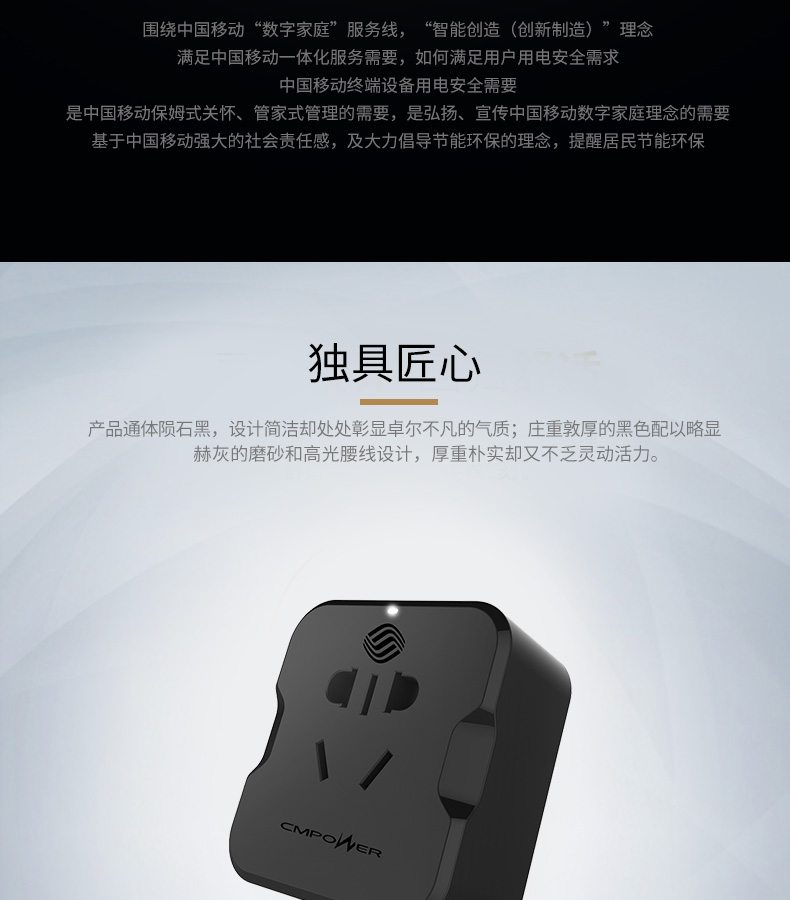 围绕中国移动“数字家庭”服务线，“智能创造（创新制造）”理念
满足中国移动一体化服务需要，如何满足用户用电安全需求
中国移动终端设备用电安全需要
是中国移动保姆式关怀、管家式管理的需要，是弘扬、宣传中国移动数字家庭理念的需要
基于中国移动强大的社会责任感，及大力倡导节能环保的理念，提醒居民节能环保
独具匠心
产品通体陨石黑，设计简洁却处处彰显卓尔不凡的气质；庄重敦厚的黑色配以略显
赫灰的磨砂和高光腰线设计，厚重朴实却又不乏灵动活力。
CMPOWER